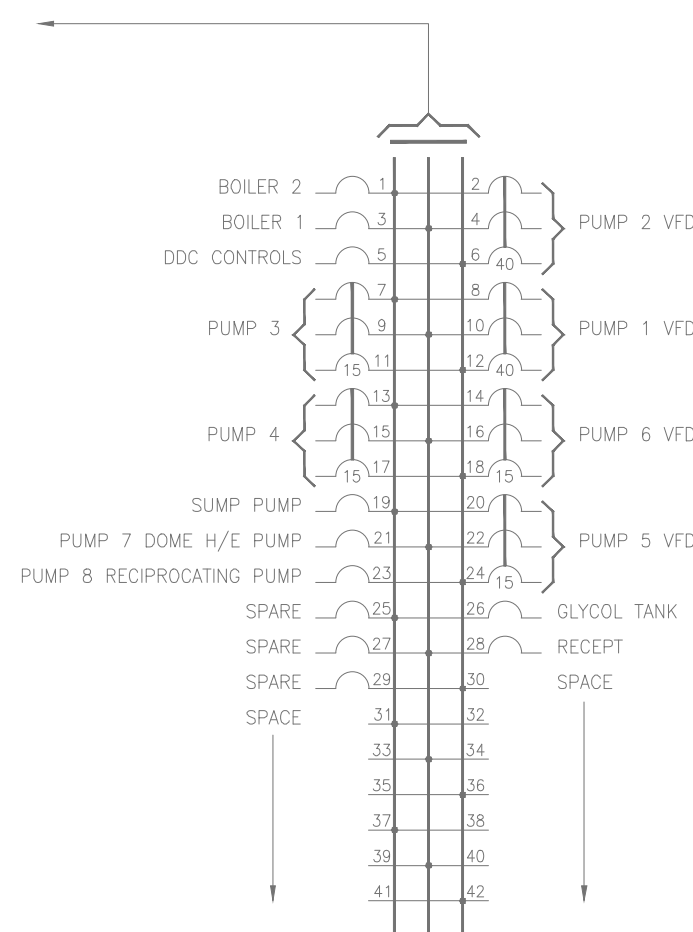 BOILER 2 1 2
BOILER 1 3 4 PUMP 2 VFD
DDC CONTROLS 5 6 40
7 8
PUMP 3 9 10 PUMP 1 VFD
15 11 12 40
13 14
PUMP 4 15 16 PUMP 6 VFD
15 17 18 15
SUMP PUMP 19 20
PUMP 7 DOME H/E PUMP 21 22 PUMP 5 VFD
PUMP 8 RECIPROCATING PUMP 23 24 15
SPARE 25 26 GLYCOL TANK
SPARE 27 28 RECEPT
SPARE 29 30 SPACE
SPACE 31 32
33 34
35 36
37 38
39 40
41 42